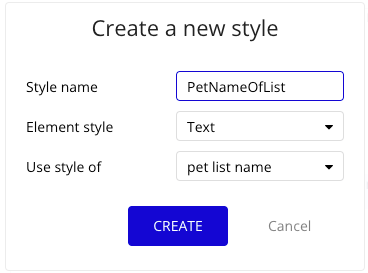 Create a new style
Style name PetNameOfList
Element style Text
Use style of pet list name
CREATE Cancel